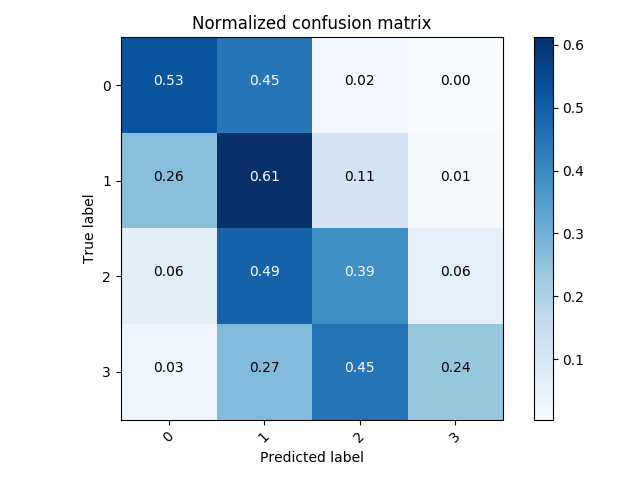 Normalized confusion matrix
True label
0 0.53 0.45 0.02 0.00
1 0.26 0.61 0.11 0.01
2 0.06 0.49 0.39 0.06
3 0.03 0.27 0.45 0.24
0 1 2 3
Predicted label
0.6
0.5
0.4
0.3
0.2
0.1